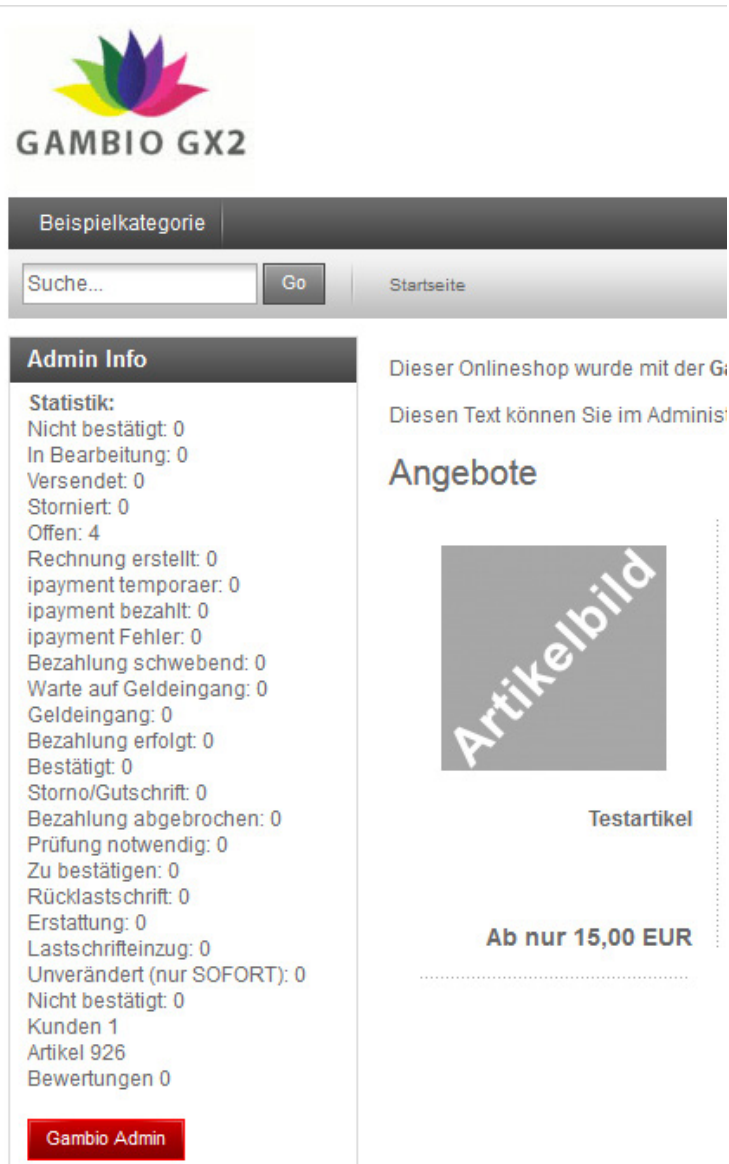 GAMBIO GX2
Beispielkategorie
Suche...
Go
Startseite
Admin Info
Statistik:
Nicht bestätigt: 0
In Bearbeitung: 0
Versendet: 0
Storniert: 0
Offen: 4
Rechnung erstellt: 0
ipayment temporaer: 0
ipayment bezahlt: 0
ipayment Fehler: 0
Bezahlung schwebend: 0
Warte auf Geldeingang: 0
Geldeingang: 0
Bezahlung erfolgt: 0
Bestätigt: 0
Storno/Gutschrift: 0
Bezahlung abgebrochen: 0
Prüfung notwendig: 0
Zu bestätigen: 0
Rücklastschrift: 0
Erstattung: 0
Lastschrifteinzug: 0
Unverändert (nur SOFORT): 0
Nicht bestätigt: 0
Kunden 1
Artikel 926
Bewertungen 0
Gambio Admin
Dieser Onlineshop wurde mit der
Diesen Text können Sie im
Angebote
Artikelbild
Testartikel
Ab nur 15,00 EUR